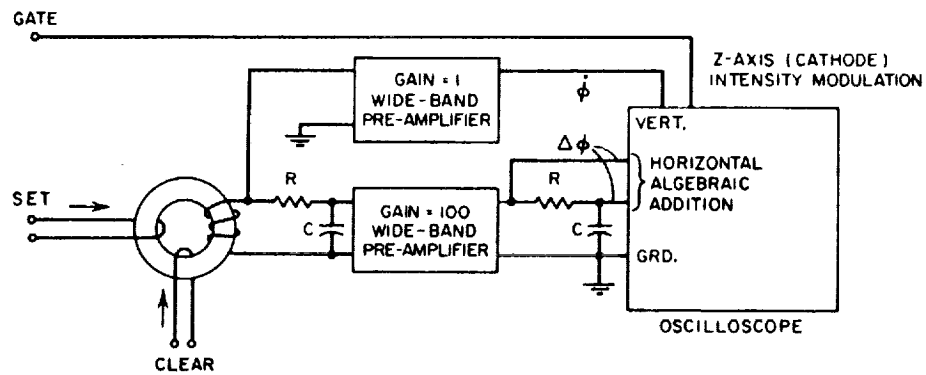 GATE
Z-AXIS (CATHODE)
INTENSITY MODULATION
GAIN = 1
WIDE-BAND
PRE-AMPLIFIER
φ̇
VERT.
Δφ
HORIZONTAL
ALGEBRAIC
ADDITION
R
R
SET
GAIN = 100
WIDE-BAND
PRE-AMPLIFIER
C
C
GRD.
OSCILLOSCOPE
CLEAR